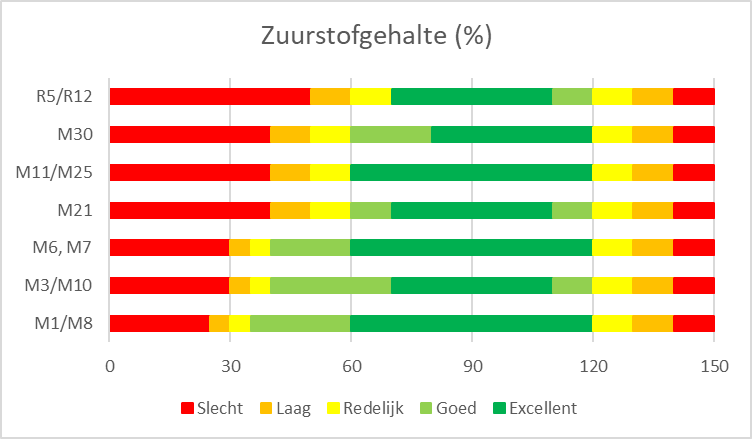 Zuurstofgehalte (%)
R5/R12
M30
M11/M25
M21
M6, M7
M3/M10
M1/M8
0 30 60 90 120 150
Slecht Laag Redelijk Goed Excellent